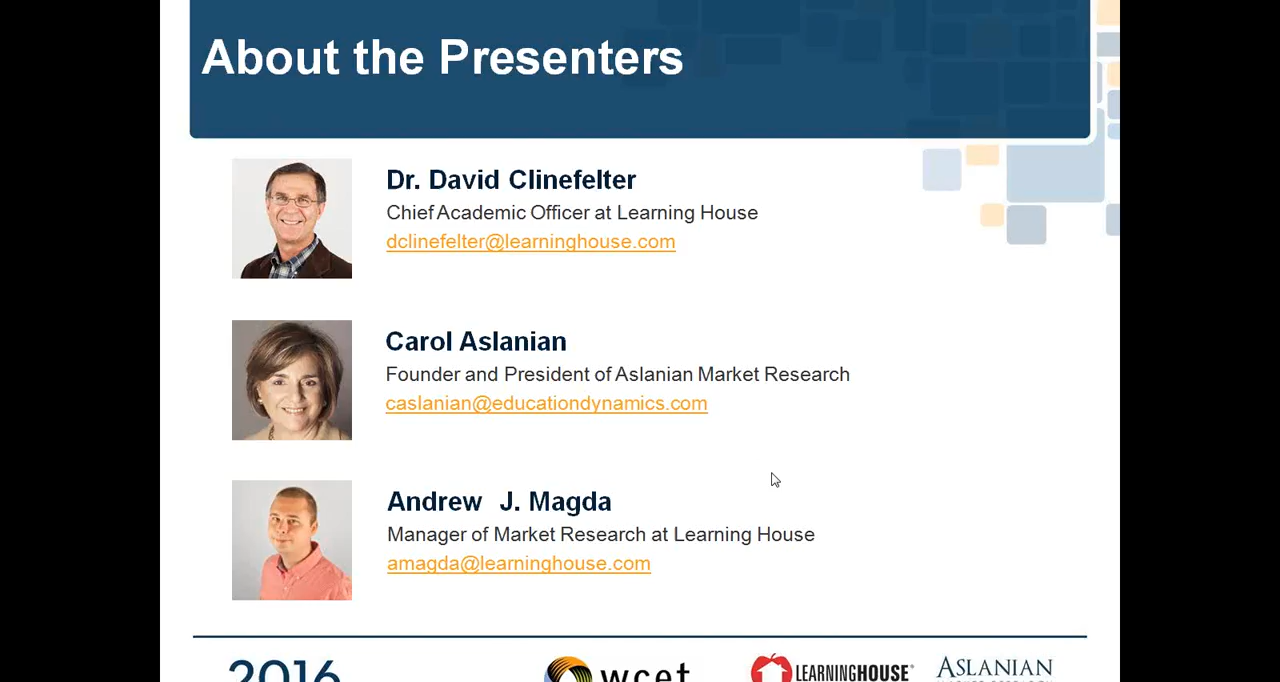 About the Presenters
Dr. David Clinefelter
Chief Academic Officer at Learning House
dclinefelter@learninghouse.com
Carol Aslanian
Founder and President of Aslanian Market Research
caslanian@educationdynamics.com
Andrew J. Magda
Manager of Market Research at Learning House
amagda@learninghouse.com
2016 wcet LEARNINGHOUSE® ASLANIAN
MARKET RESEARCH